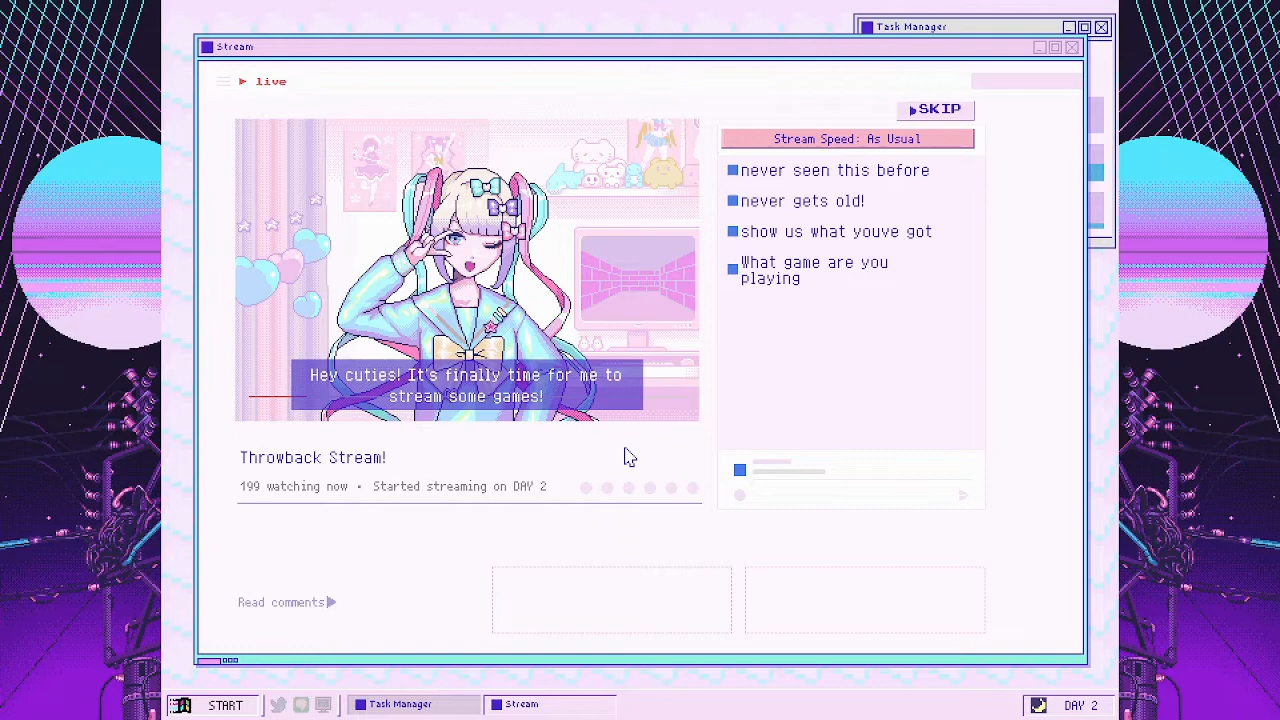 Task Manager
Stream
live
SKIP
Stream Speed: As Usual
never seen this before
never gets old!
show us what youve got
What game are you
playing
Hey cuties! It's finally time for me to
stream some games!
Throwback Stream!
199 watching now · Started streaming on DAY 2
Read comments
START
Task Manager
Stream
DAY 2